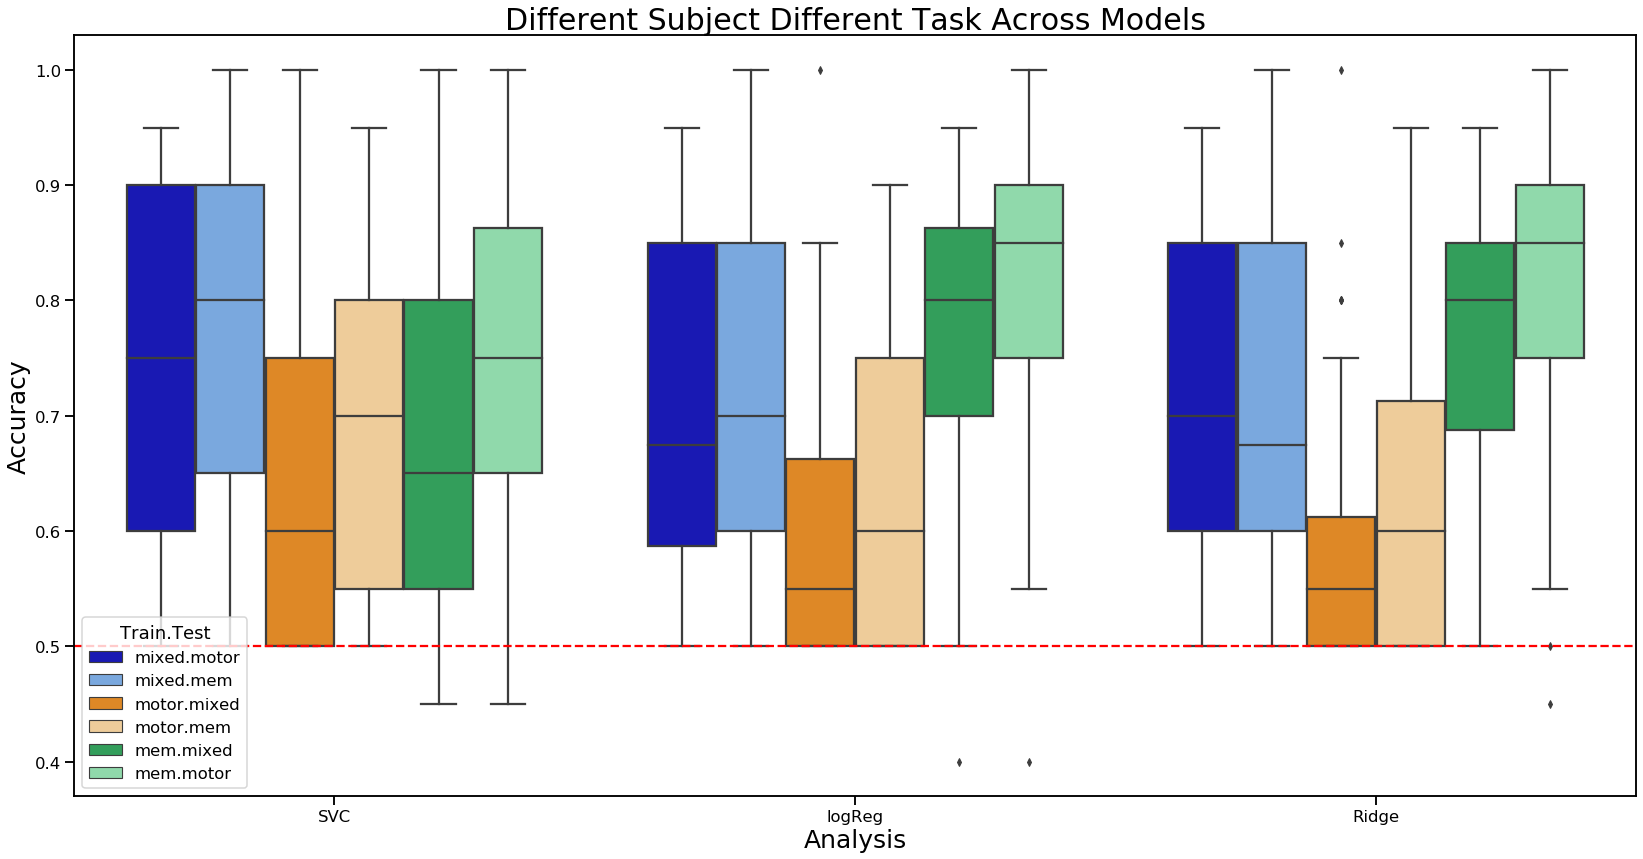 Different Subject Different Task Across Models
Accuracy
1.0
0.9
0.8
0.7
0.6
0.5
0.4
Train.Test
mixed.motor
mixed.mem
motor.mixed
motor.mem
mem.mixed
mem.motor
SVC logReg Ridge
Analysis